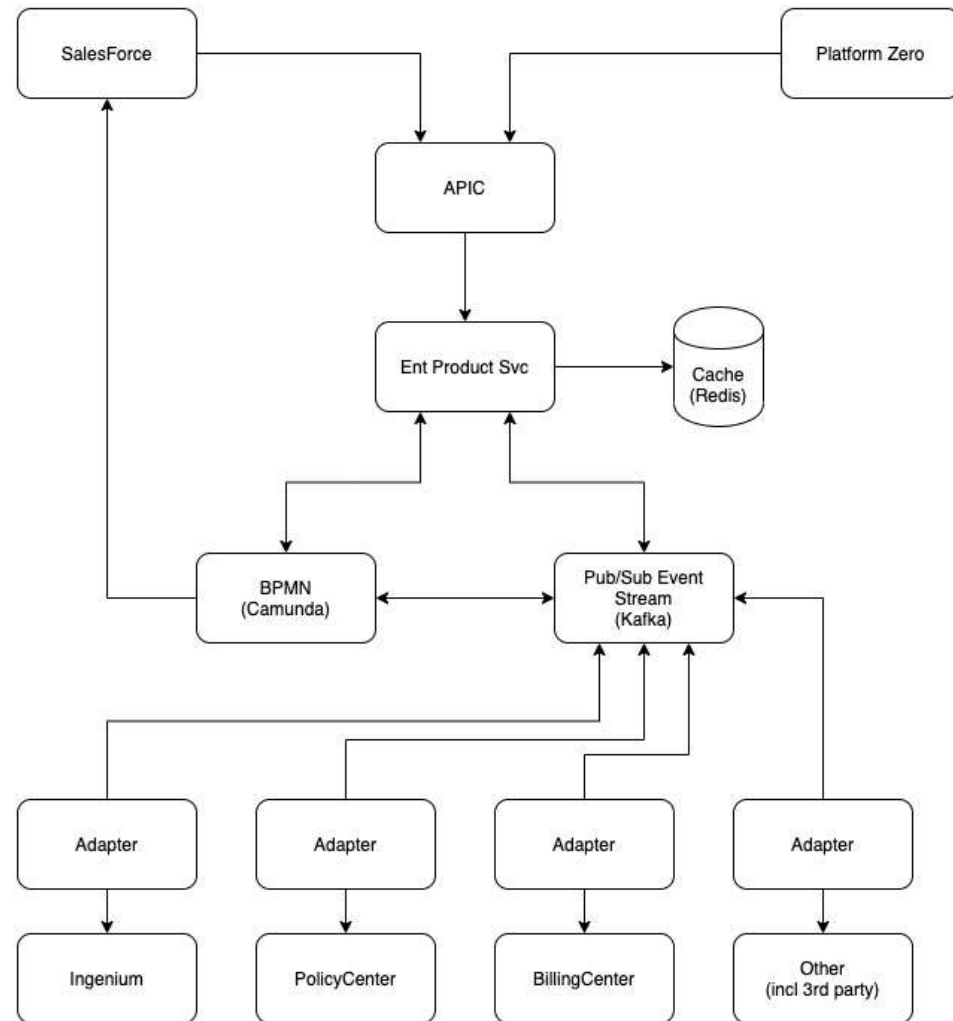 SalesForce
Platform Zero
APIC
Ent Product Svc
Cache
(Redis)
BPMN
(Camunda)
Pub/Sub Event
Stream
(Kafka)
Adapter
Adapter
Adapter
Adapter
Ingenium
PolicyCenter
BillingCenter
Other
(incl 3rd party)